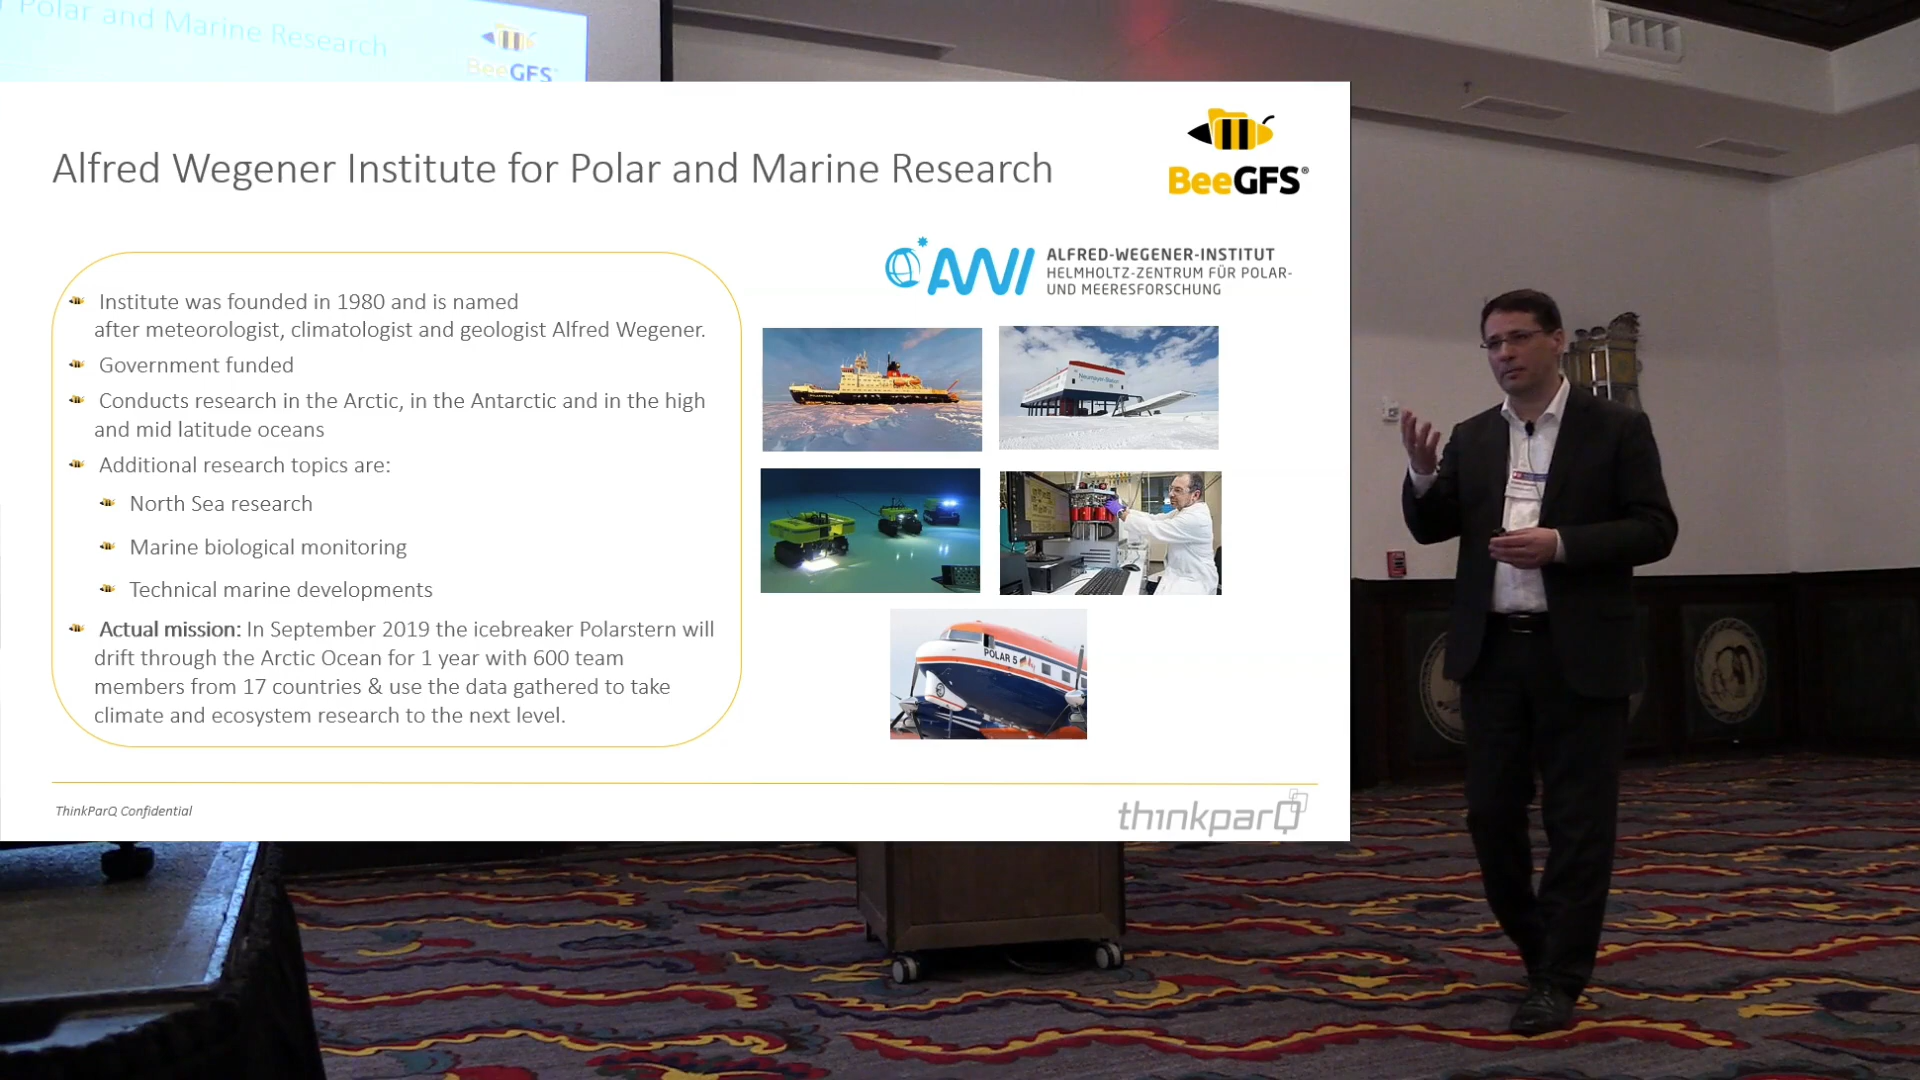 Polar and Marine Research
BeeGFS
Alfred Wegener Institute for Polar and Marine Research
BeeGFS®
ALFRED-WEGENER-INSTITUT
HELMHOLTZ-ZENTRUM FÜR POLAR-
UND MEERESFORSCHUNG
AWI
Institute was founded in 1980 and is named
after meteorologist, climatologist and geologist Alfred Wegener.
Government funded
Conducts research in the Arctic, in the Antarctic and in the high
and mid latitude oceans
Additional research topics are:
North Sea research
Marine biological monitoring
Technical marine developments
Actual mission: In September 2019 the icebreaker Polarstern will
drift through the Arctic Ocean for 1 year with 600 team
members from 17 countries & use the data gathered to take
climate and ecosystem research to the next level.
Neumayer-Station
POLAR 5
ThinkParQ Confidential
thinkparQ